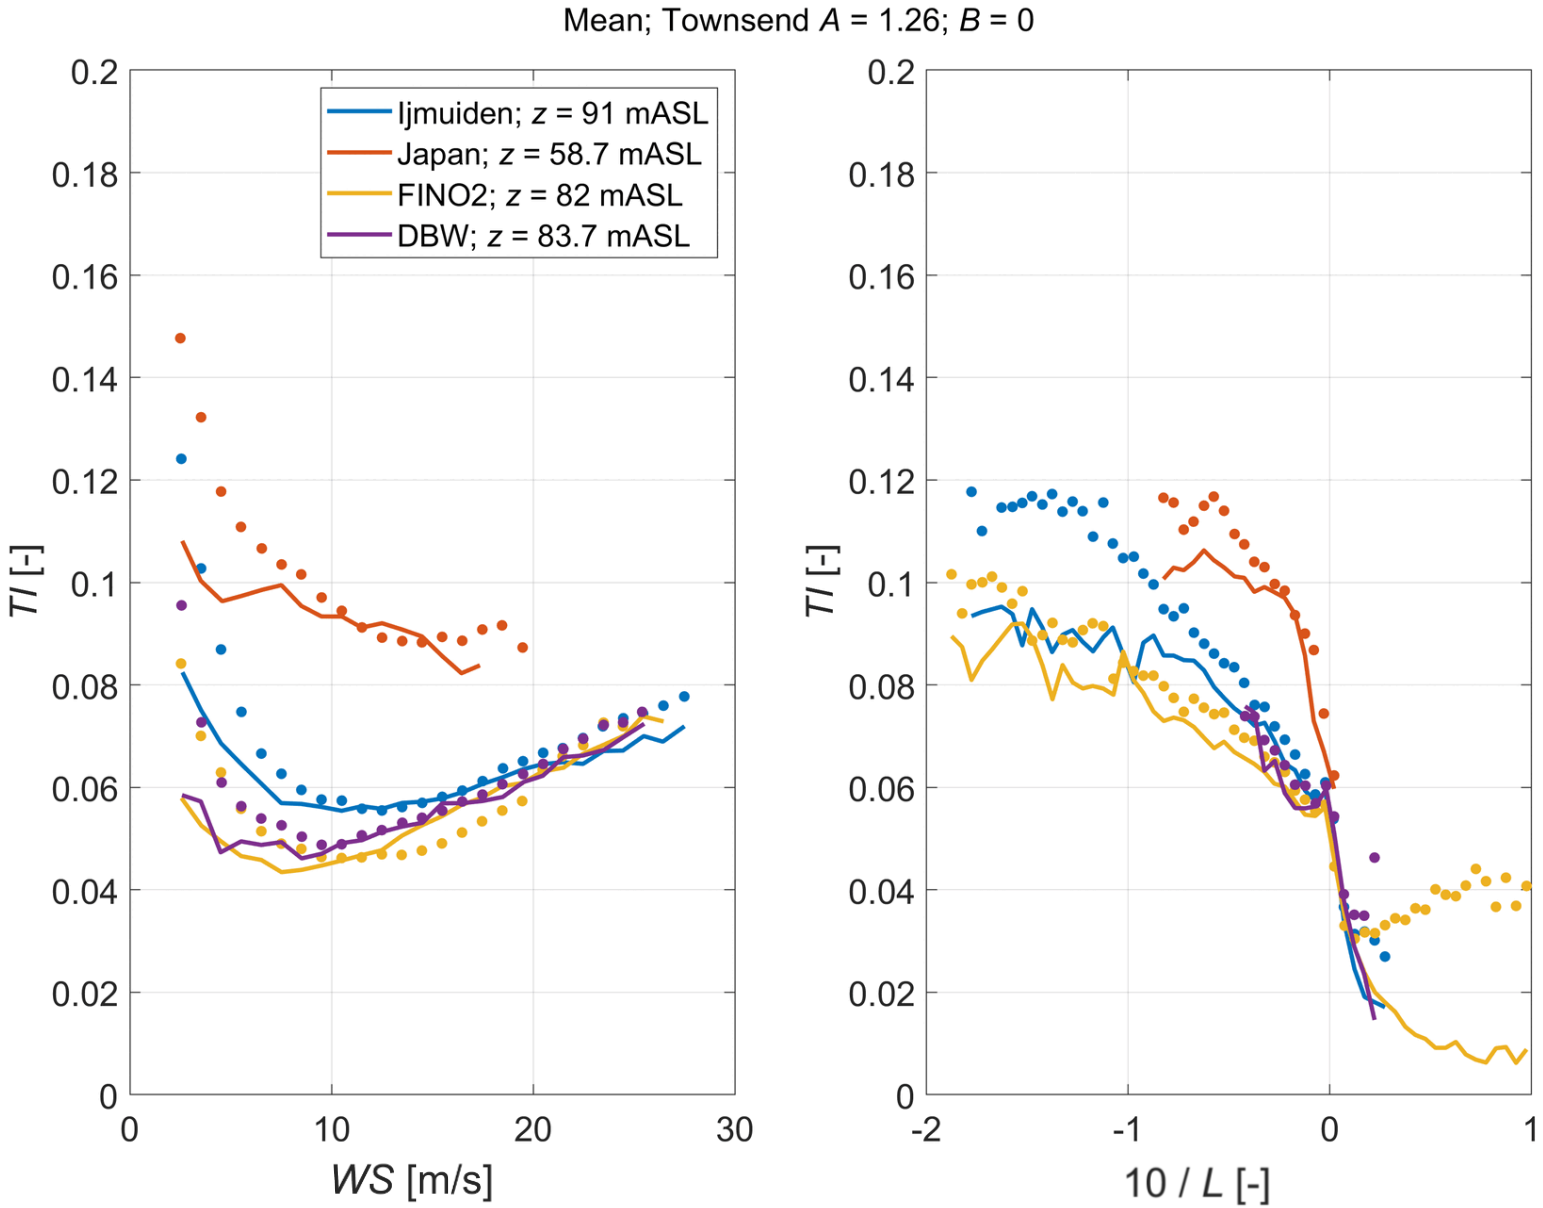 Mean; Townsend A = 1.26; B = 0
0.2
0.18
0.16
0.14
0.12
0.1
0.08
0.06
0.04
0.02
0
TI [-]
Ijmuiden; z = 91 mASL
Japan; z = 58.7 mASL
FINO2; z = 82 mASL
DBW; z = 83.7 mASL
0 10 20 30
WS [m/s]
0.2
0.18
0.16
0.14
0.12
0.1
0.08
0.06
0.04
0.02
0
TI [-]
-2 -1 0 1
10 / L [-]